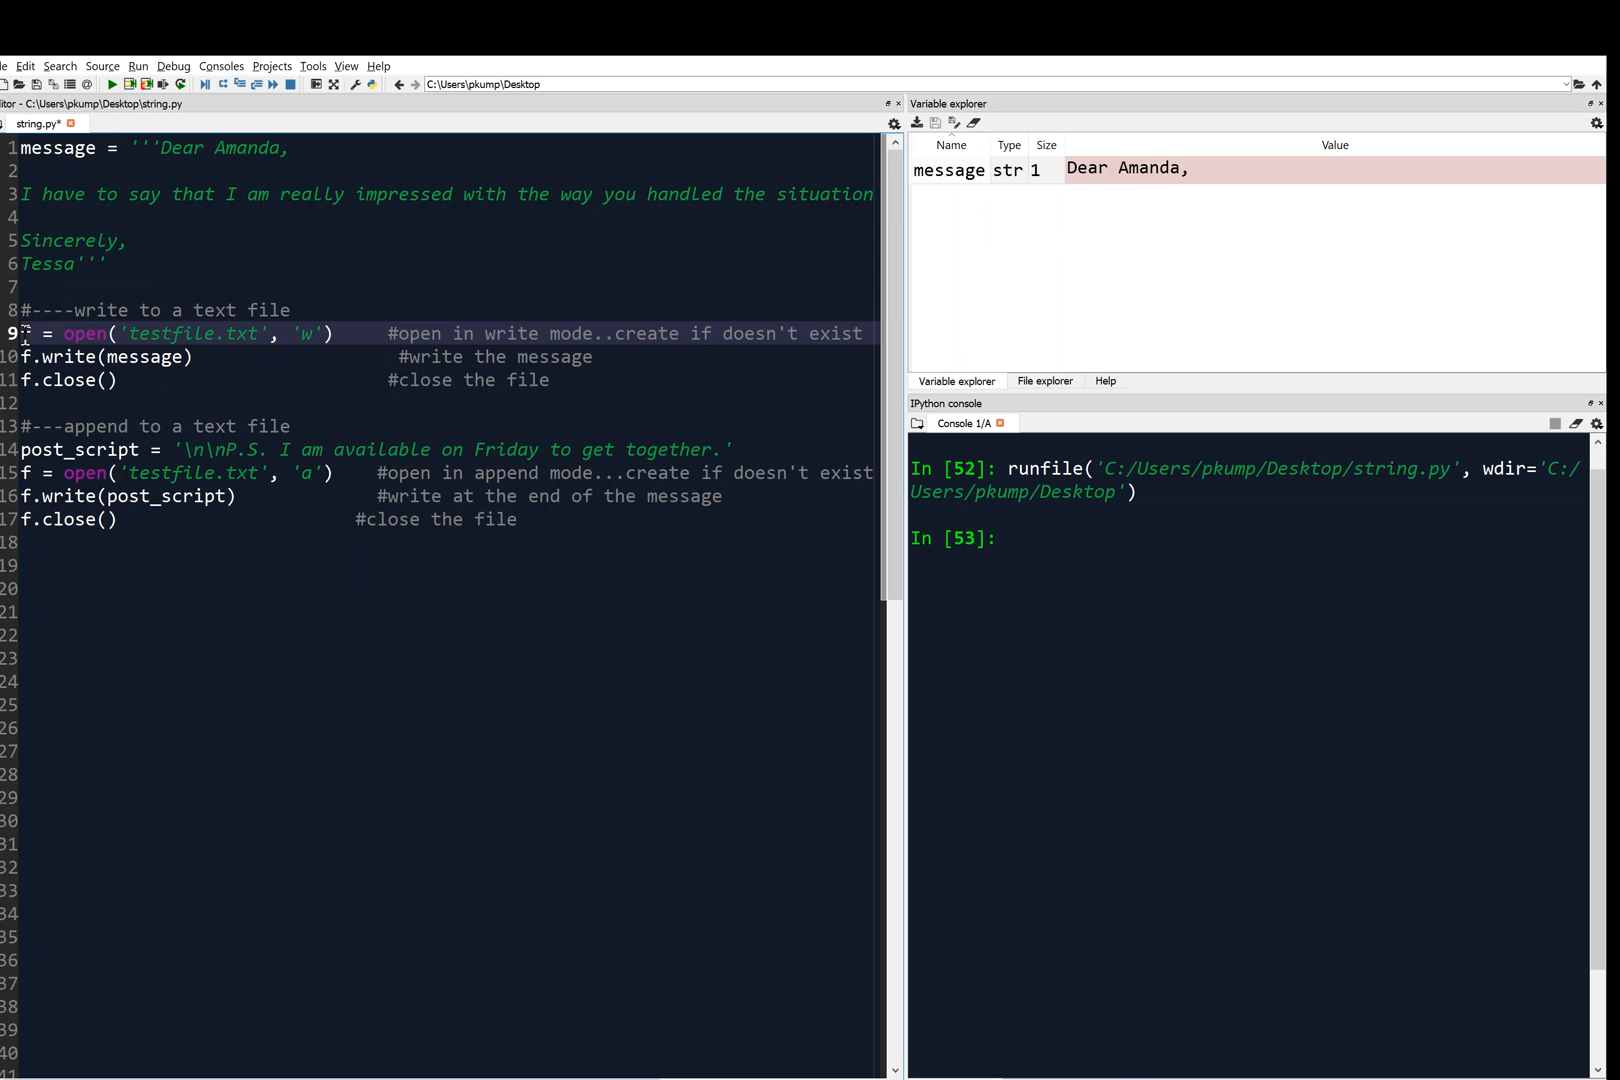 Edit Search Source Run Debug Consoles Projects Tools View Help
C:\Users\pkump\Desktop
C:\Users\pkump\Desktop\string.py
string.py*
1 message = '''Dear Amanda,
2
3 I have to say that I am really impressed with the way you handled the situation
4
5 Sincerely,
6 Tessa'''
7
8 #----write to a text file
9 f = open('testfile.txt', 'w') #open in write mode..create if doesn't exist
10 f.write(message) #write the message
11 f.close() #close the file
12
13 #---append to a text file
14 post_script = '\n\nP.S. I am available on Friday to get together.'
15 f = open('testfile.txt', 'a') #open in append mode...create if doesn't exist
16 f.write(post_script) #write at the end of the message
17 f.close() #close the file
18
19
20
21
22
23
24
25
26
27
28
29
30
31
32
33
34
35
36
37
38
39
40
41
Variable explorer
Name Type Size Value
message str 1 Dear Amanda,
Variable explorer File explorer Help
IPython console
Console 1/A
In [52]: runfile('C:/Users/pkump/Desktop/string.py', wdir='C:/
Users/pkump/Desktop')
In [53]: